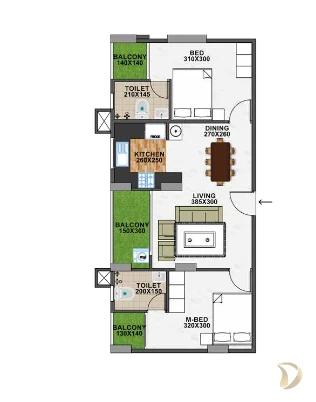 BED
310X300
BALCONY
140X140
TOILET
210X145
DINING
270X260
KITCHEN
260X250
LIVING
385X300
BALCONY
150X360
TOILET
200X150
M-BED
320X300
BALCONY
130X140